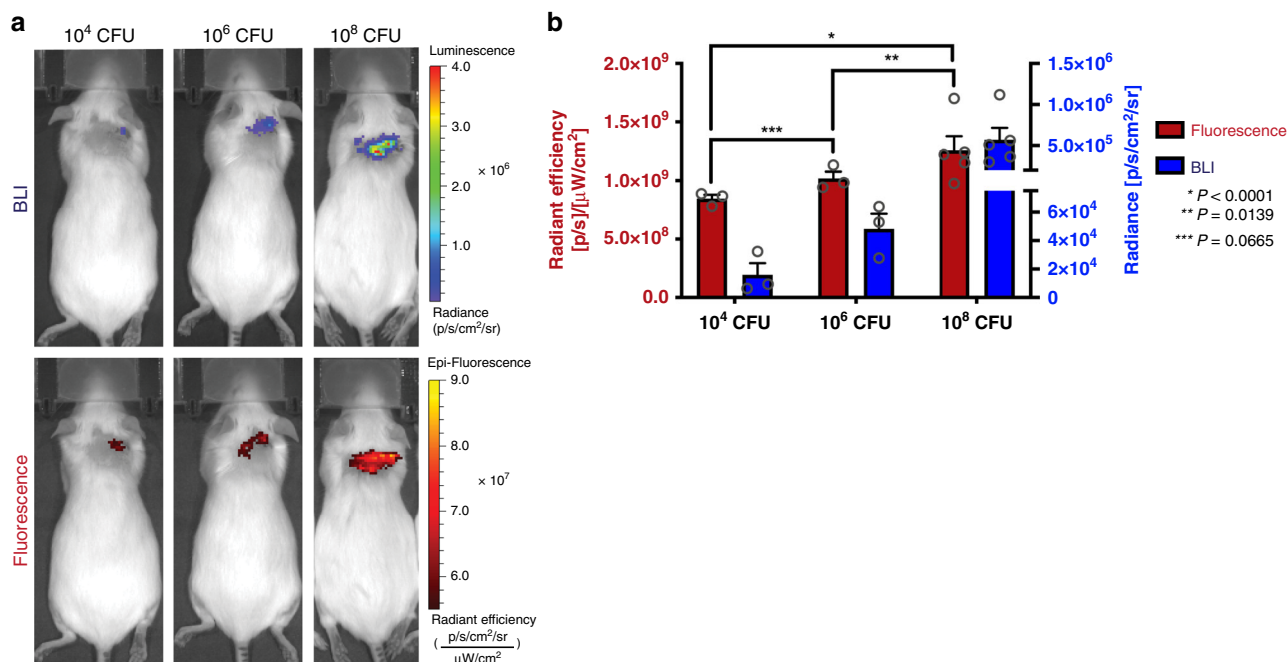 a
10⁴ CFU
10⁶ CFU
10⁸ CFU
BLI
Luminescence
4.0
3.0
× 10⁶
2.0
1.0
Radiance
(p/s/cm²/sr)
Fluorescence
Epi-Fluorescence
9.0
8.0
× 10⁷
7.0
6.0
Radiant efficiency
( p/s/cm²/sr )
µW/cm²
b
Radiant efficiency
[p/s]/[µW/cm²]
2.0×10⁹
1.5×10⁹
1.0×10⁹
5.0×10⁸
0.0
*
**
***
10⁴ CFU
10⁶ CFU
10⁸ CFU
1.5×10⁶
1.0×10⁶
5.0×10⁵
6×10⁴
4×10⁴
2×10⁴
0
Radiance [p/s/cm²/sr]
Fluorescence
BLI
* P < 0.0001
** P = 0.0139
*** P = 0.0665